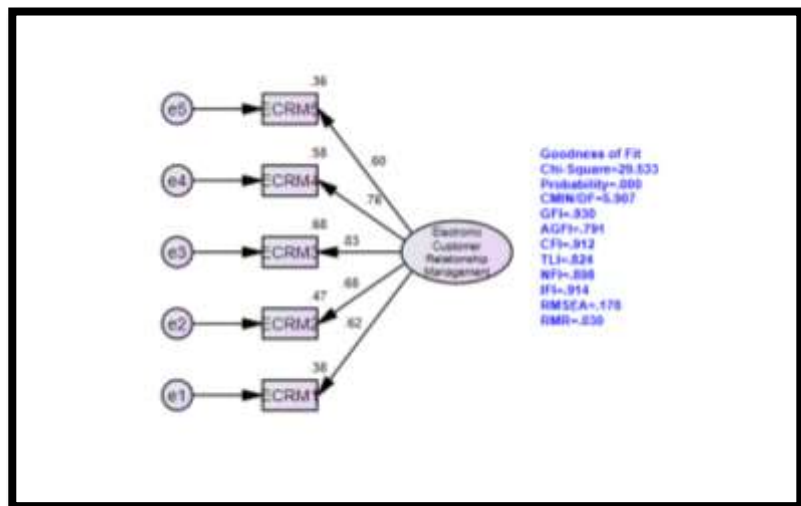 .36
e5 ECRM5
.60
.58
e4 ECRM4
.76
.68
e3 ECRM3
.83
Electronic
Customer
Relationship
Management
.47
e2 ECRM2
.68
.62
.38
e1 ECRM1
Goodness of Fit
Chi-Square=29.533
Probability=.000
CMIN/DF=5.907
GFI=.930
AGFI=.791
CFI=.912
TLI=.824
NFI=.898
IFI=.914
RMSEA=.178
RMR=.030